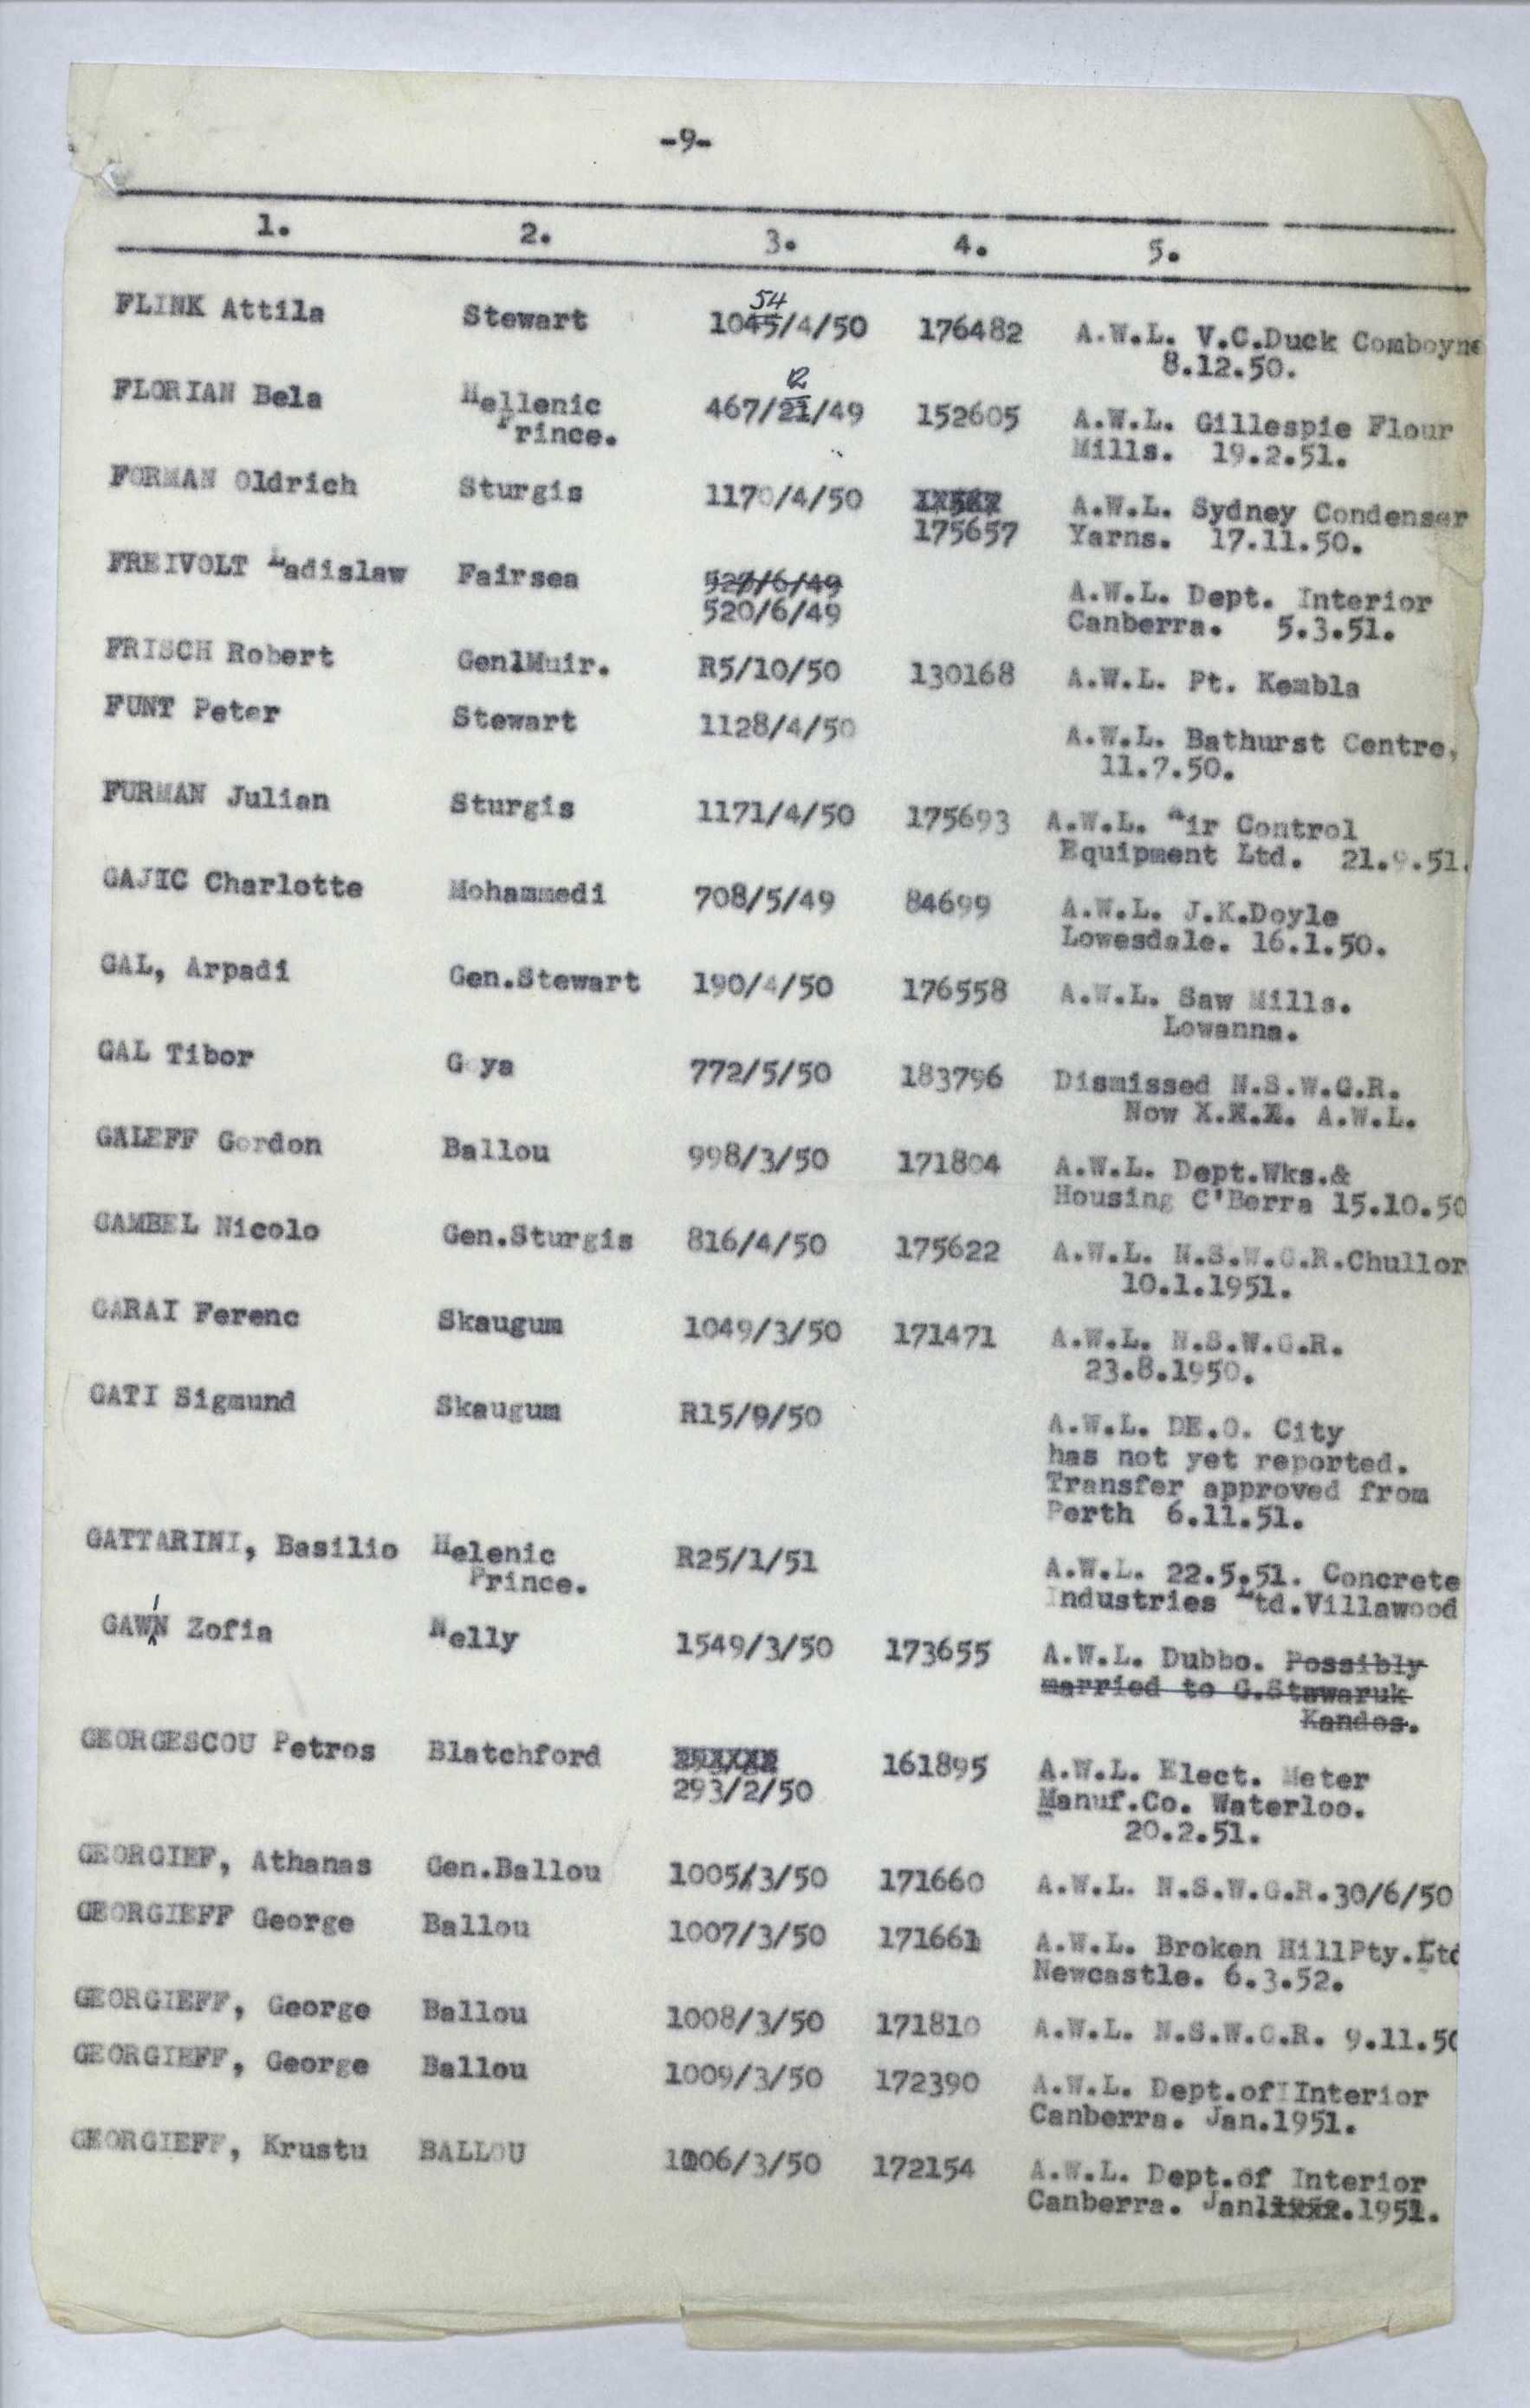 -9-
1. 2. 3. 4. 5.
54
FLINK Attila Stewart 1045/4/50 176482 A.W.L. V.C.Duck Comboyne
8.12.50.
12
FLORIAN Bela Hellenic 467/21/49 152605 A.W.L. Gillespie Flour
Prince. Mills. 19.2.51.
FORMAN Oldrich Sturgis 1170/4/50 A.W.L. Sydney Condenser
175657 Yarns. 17.11.50.
FREIVOLT Ladislaw Fairsea 527/6/49 A.W.L. Dept. Interior
520/6/49 Canberra. 5.3.51.
FRISCH Robert GenlMuir. R5/10/50 130168 A.W.L. Pt. Kembla
FUNT Peter Stewart 1128/4/50 A.W.L. Bathurst Centre,
11.7.50.
FURMAN Julian Sturgis 1171/4/50 175693 A.W.L. Air Control
Equipment Ltd. 21.9.51.
GAJIC Charlotte Mohammedi 708/5/49 84699 A.W.L. J.K.Doyle
Lowesdale. 16.1.50.
GAL, Arpadi Gen.Stewart 190/4/50 176558 A.W.L. Saw Mills.
Lowanna.
GAL Tibor Goya 772/5/50 183796 Dismissed N.S.W.G.R.
Now X.X.X. A.W.L.
GALEFF Gordon Ballou 998/3/50 171804 A.W.L. Dept.Wks.&
Housing C'Berra 15.10.50
GAMBEL Nicolo Gen.Sturgis 816/4/50 175622 A.W.L. N.S.W.G.R.Chullor
10.1.1951.
GARAI Ferenc Skaugum 1049/3/50 171471 A.W.L. N.S.W.G.R.
23.8.1950.
GATI Sigmund Skaugum R15/9/50 A.W.L. DE.O. City
has not yet reported.
Transfer approved from
Perth 6.11.51.
GATTARINI, Basilio Helenic R25/1/51 A.W.L. 22.5.51. Concrete
Prince. Industries Ltd.Villawood
GAWIN Zofia Nelly 1549/3/50 173655 A.W.L. Dubbo. Possibly
married to G.Stawaruk
Kandos.
GEORGESCOU Petros Blatchford 161895 A.W.L. Elect. Meter
293/2/50 Manuf.Co. Waterloo.
20.2.51.
GEORGIEF, Athanas Gen.Ballou 1005/3/50 171660 A.W.L. N.S.W.G.R.30/6/50
GEORGIEFF George Ballou 1007/3/50 171661 A.W.L. Broken HillPty.Ltd
Newcastle. 6.3.52.
GEORGIEFF, George Ballou 1008/3/50 171810 A.W.L. N.S.W.G.R. 9.11.50
GEORGIEFF, George Ballou 1009/3/50 172390 A.W.L. Dept.of Interior
Canberra. Jan.1951.
GEORGIEFF, Krustu BALLOU 1006/3/50 172154 A.W.L. Dept.of Interior
Canberra. Jan.1951.